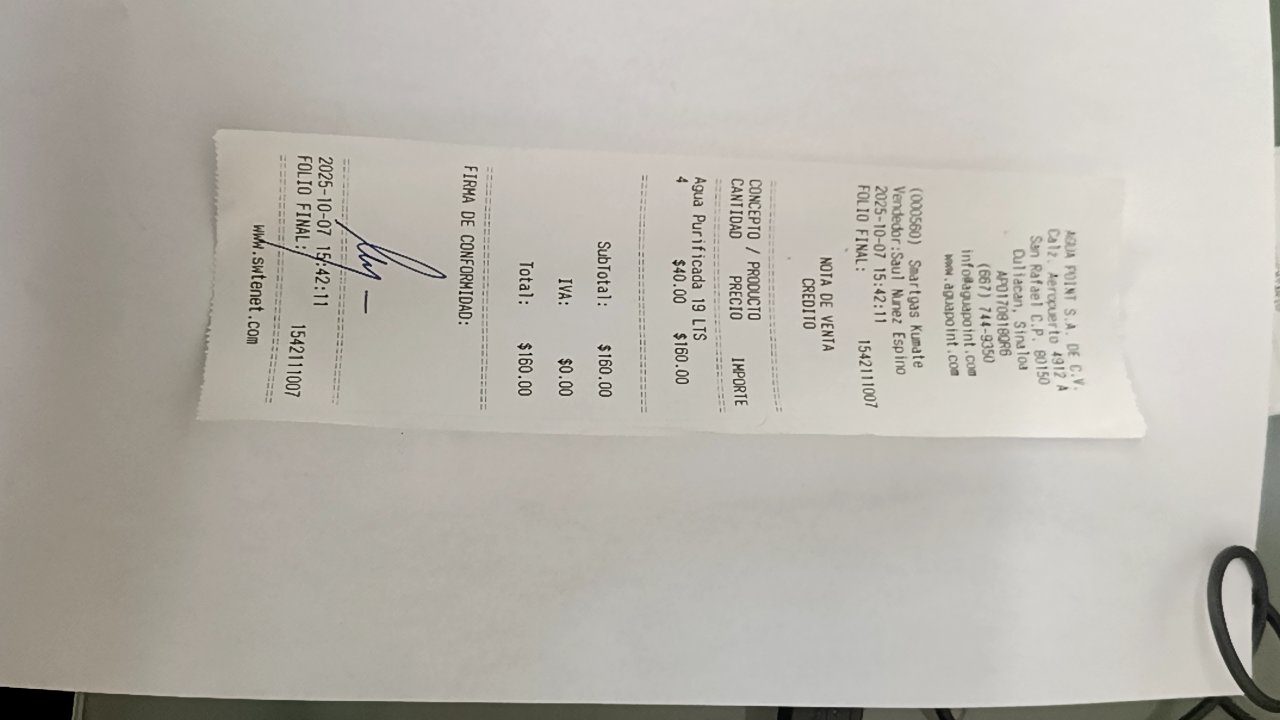 AGUA POINT S.A. DE C.V.
Calz. Aeropuerto 4912 A
San Rafael C.P. 80150
Culiacan, Sinaloa
APO170818QR6
(667) 744-9350
info@aguapoint.com
www.aguapoint.com
(000560) Smartgas Kumate
Vendedor:Saul Nunez Espino
2025-10-07 15:42:11
FOLIO FINAL: 1542111007
NOTA DE VENTA
CREDITO
CONCEPTO / PRODUCTO
CANTIDAD PRECIO IMPORTE
Agua Purificada 19 LTS
4 $40.00 $160.00
SubTotal: $160.00
IVA: $0.00
Total: $160.00
FIRMA DE CONFORMIDAD:
2025-10-07 15:42:11
FOLIO FINAL: 1542111007
www.swtenet.com